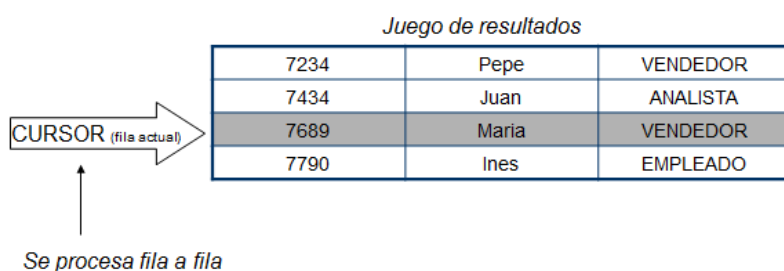 Juego de resultados
7234 Pepe VENDEDOR
7434 Juan ANALISTA
CURSOR (fila actual) 7689 Maria VENDEDOR
7790 Ines EMPLEADO
Se procesa fila a fila